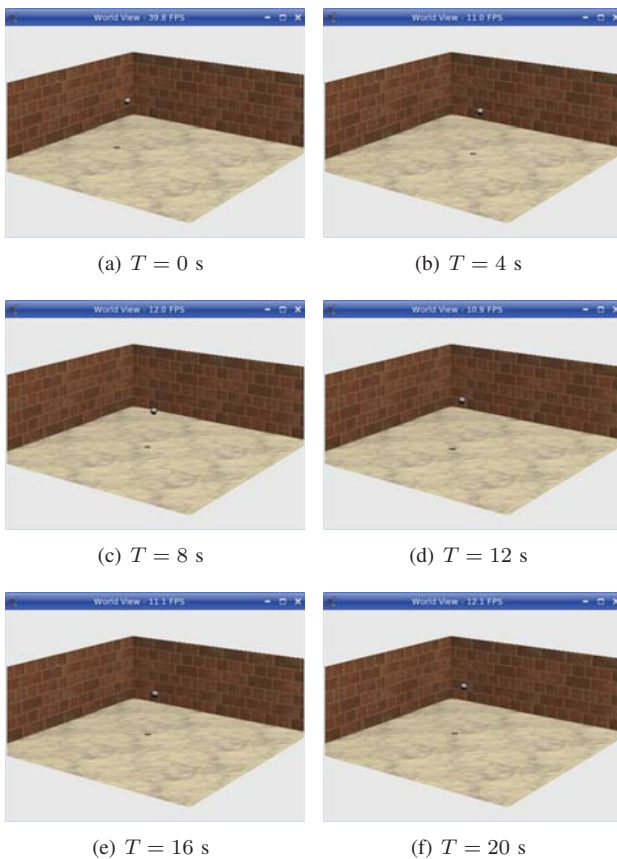 World View - 39.8 FPS
World View - 11.0 FPS
(a) T = 0 s
(b) T = 4 s
World View - 12.0 FPS
World View - 10.9 FPS
(c) T = 8 s
(d) T = 12 s
World View - 11.1 FPS
World View - 12.1 FPS
(e) T = 16 s
(f) T = 20 s